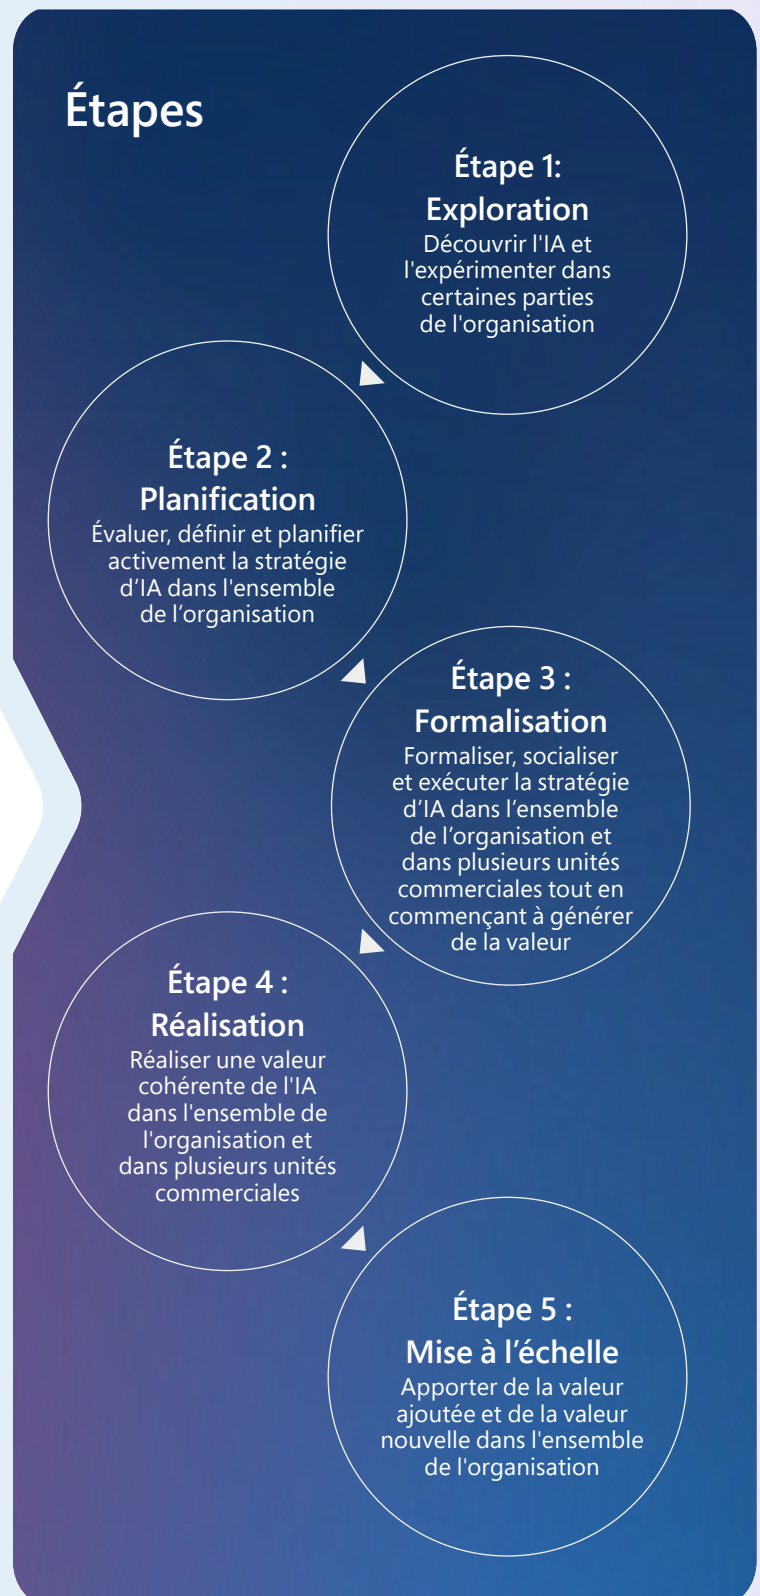 Étapes
Étape 1:
Exploration
Découvrir l'IA et
l'expérimenter dans
certaines parties
de l'organisation
Étape 2 :
Planification
Évaluer, définir et planifier
activement la stratégie
d’IA dans l'ensemble
de l’organisation
Étape 3 :
Formalisation
Formaliser, socialiser
et exécuter la stratégie
d’IA dans l’ensemble
de l’organisation et
dans plusieurs unités
commerciales tout en
commençant à générer
de la valeur
Étape 4 :
Réalisation
Réaliser une valeur
cohérente de l'IA
dans l'ensemble de
l'organisation et
dans plusieurs unités
commerciales
Étape 5 :
Mise à l’échelle
Apporter de la valeur
ajoutée et de la valeur
nouvelle dans l'ensemble
de l'organisation